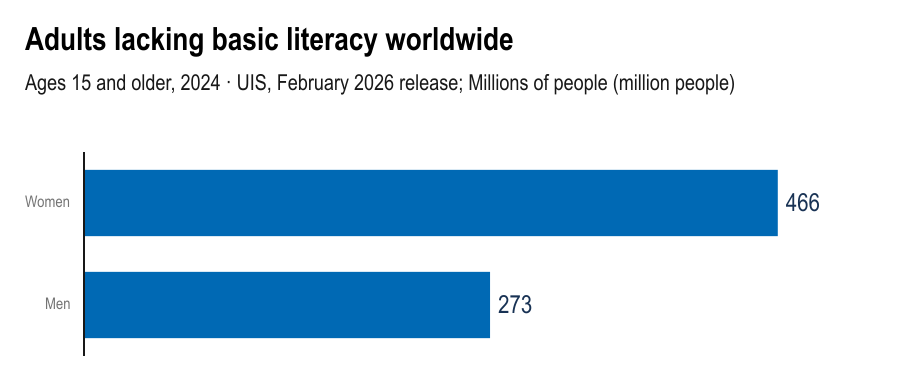 Adults lacking basic literacy worldwide
Ages 15 and older, 2024 · UIS, February 2026 release; Millions of people (million people)
Women 466
Men 273